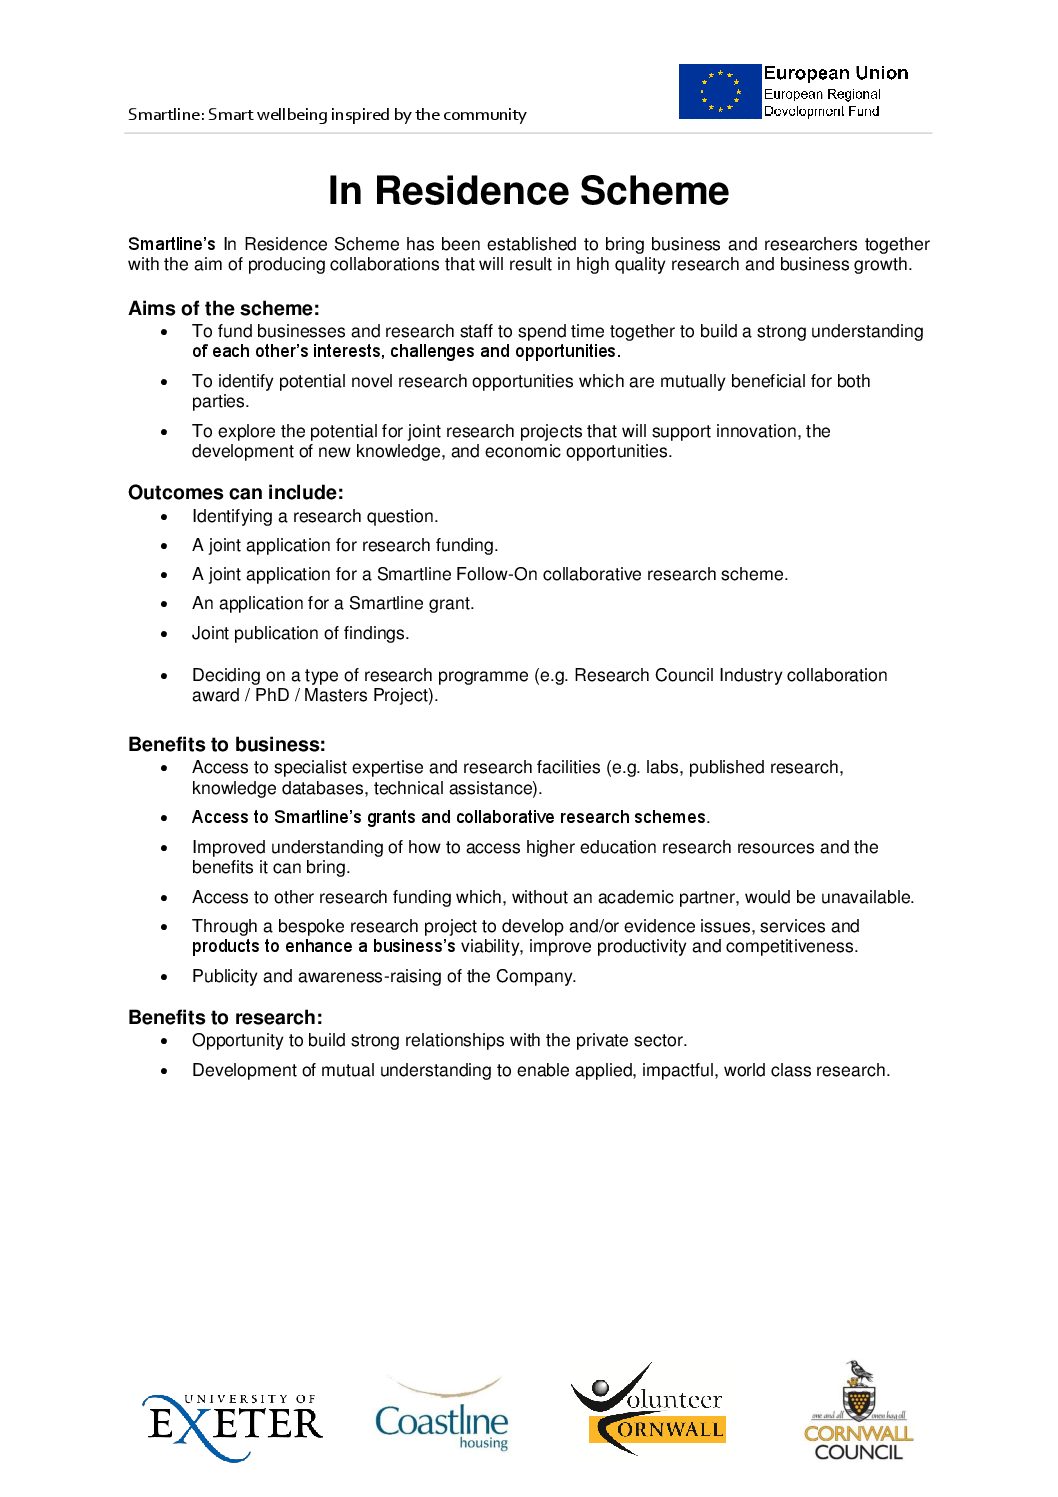 European Union
European Regional
Development Fund
Smartline: Smart wellbeing inspired by the community
In Residence Scheme
Smartline’s In Residence Scheme has been established to bring business and researchers together
with the aim of producing collaborations that will result in high quality research and business growth.
Aims of the scheme:
• To fund businesses and research staff to spend time together to build a strong understanding
of each other’s interests, challenges and opportunities.
• To identify potential novel research opportunities which are mutually beneficial for both
parties.
• To explore the potential for joint research projects that will support innovation, the
development of new knowledge, and economic opportunities.
Outcomes can include:
• Identifying a research question.
• A joint application for research funding.
• A joint application for a Smartline Follow-On collaborative research scheme.
• An application for a Smartline grant.
• Joint publication of findings.
• Deciding on a type of research programme (e.g. Research Council Industry collaboration
award / PhD / Masters Project).
Benefits to business:
• Access to specialist expertise and research facilities (e.g. labs, published research,
knowledge databases, technical assistance).
• Access to Smartline’s grants and collaborative research schemes.
• Improved understanding of how to access higher education research resources and the
benefits it can bring.
• Access to other research funding which, without an academic partner, would be unavailable.
• Through a bespoke research project to develop and/or evidence issues, services and
products to enhance a business’s viability, improve productivity and competitiveness.
• Publicity and awareness-raising of the Company.
Benefits to research:
• Opportunity to build strong relationships with the private sector.
• Development of mutual understanding to enable applied, impactful, world class research.
UNIVERSITY OF
EXETER
Coastline
housing
Volunteer
CORNWALL
one and all onen hag oll
CORNWALL
COUNCIL